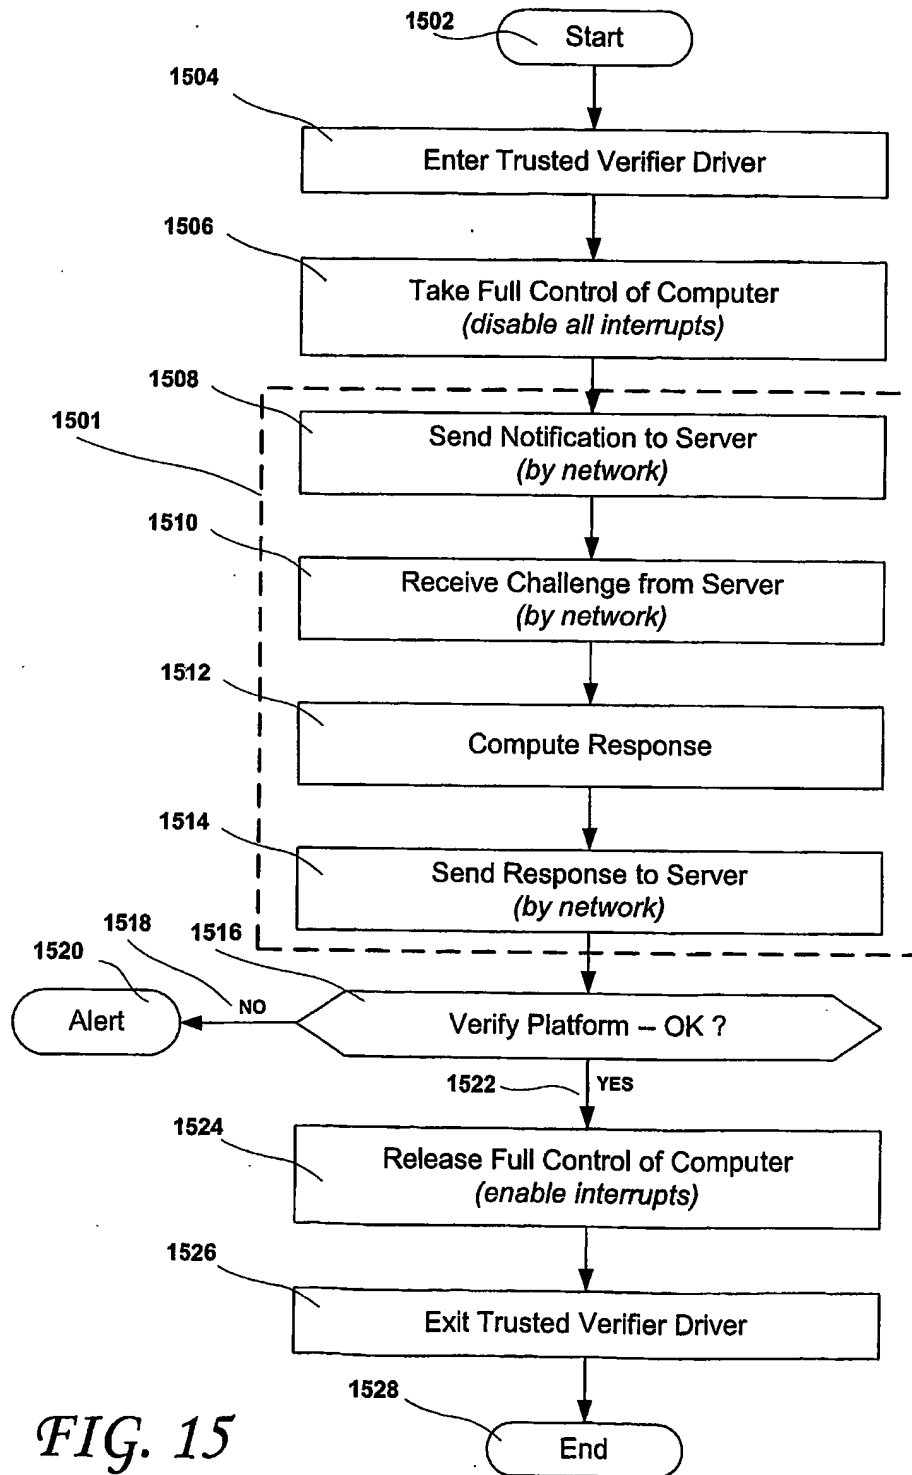 1502
Start
1504
Enter Trusted Verifier Driver
1506
Take Full Control of Computer
(disable all interrupts)
1508
1501
Send Notification to Server
(by network)
1510
Receive Challenge from Server
(by network)
1512
Compute Response
1514
Send Response to Server
(by network)
1518
1516
1520
NO
Alert
Verify Platform – OK ?
1522
YES
1524
Release Full Control of Computer
(enable interrupts)
1526
Exit Trusted Verifier Driver
1528
End
FIG. 15